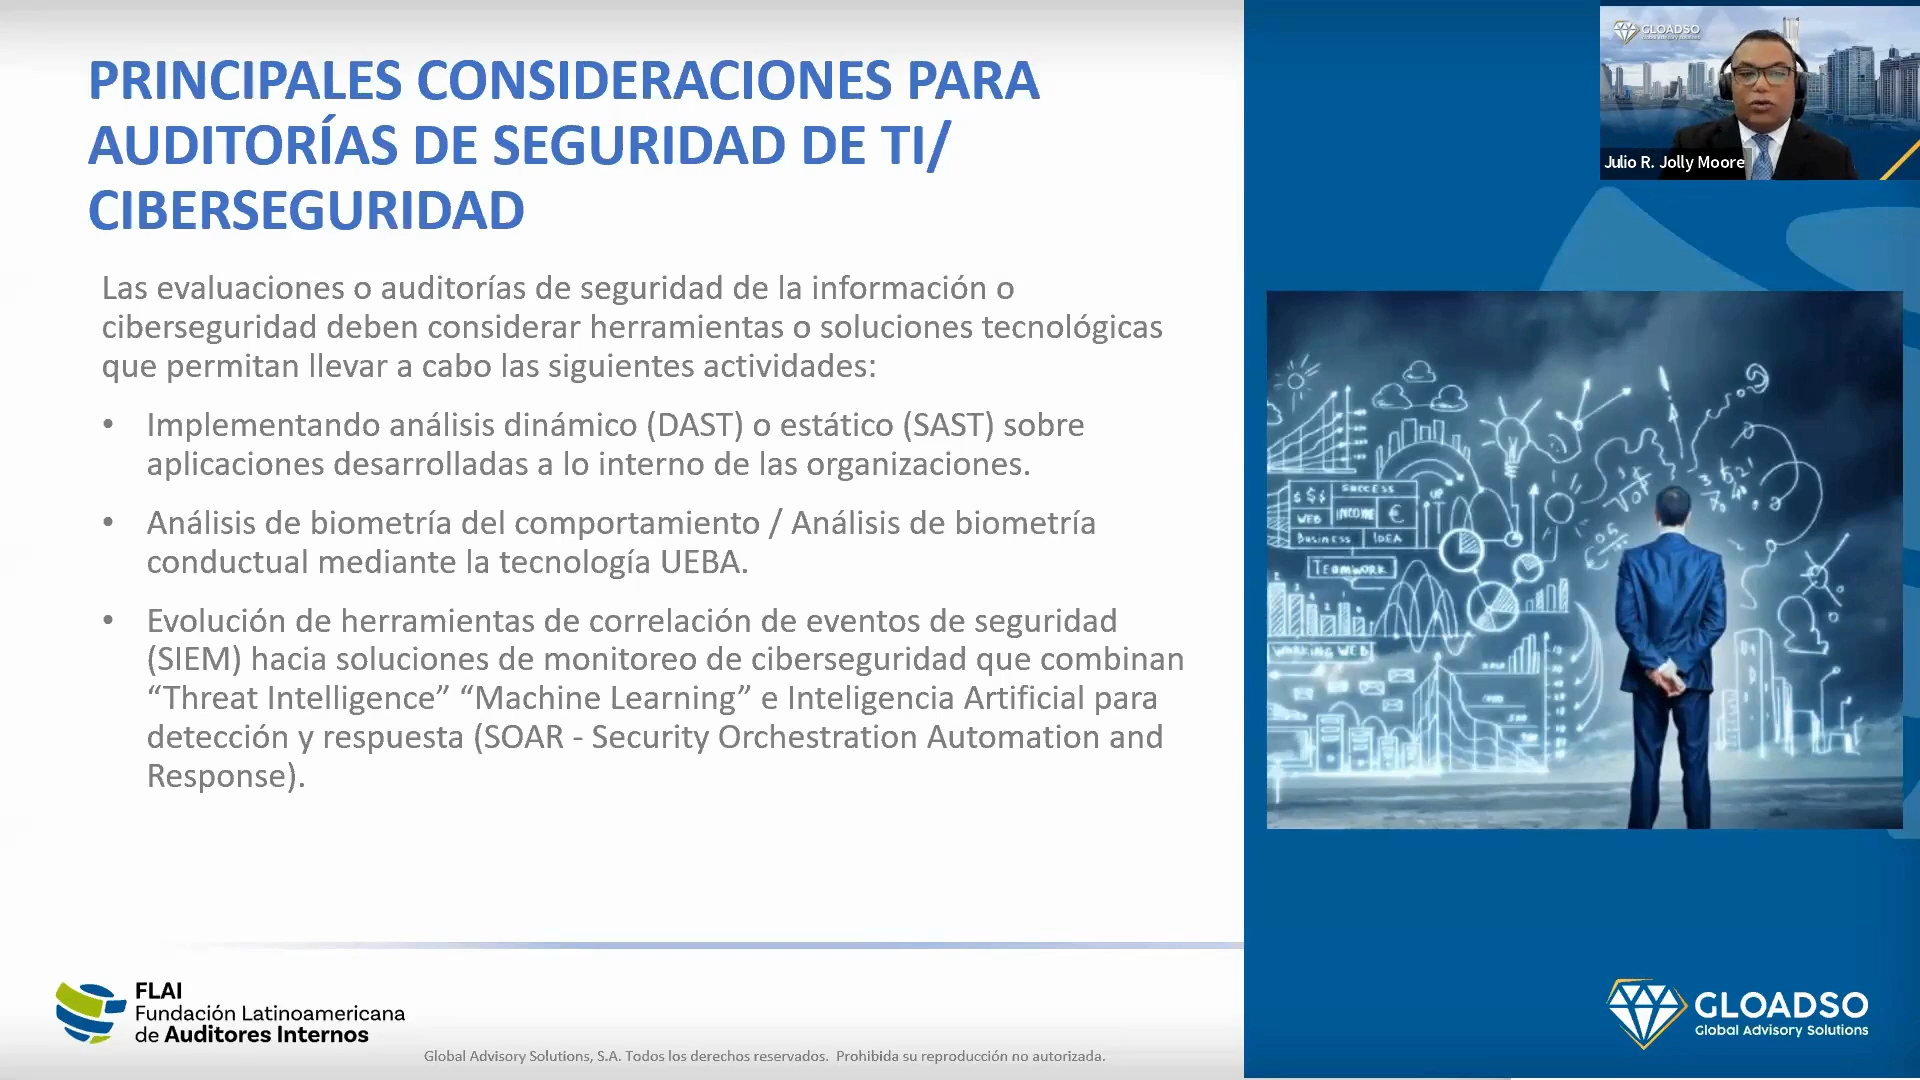 PRINCIPALES CONSIDERACIONES PARA
AUDITORÍAS DE SEGURIDAD DE TI/
CIBERSEGURIDAD
Las evaluaciones o auditorías de seguridad de la información o
ciberseguridad deben considerar herramientas o soluciones tecnológicas
que permitan llevar a cabo las siguientes actividades:
• Implementando análisis dinámico (DAST) o estático (SAST) sobre
aplicaciones desarrolladas a lo interno de las organizaciones.
• Análisis de biometría del comportamiento / Análisis de biometría
conductual mediante la tecnología UEBA.
• Evolución de herramientas de correlación de eventos de seguridad
(SIEM) hacia soluciones de monitoreo de ciberseguridad que combinan
“Threat Intelligence” “Machine Learning” e Inteligencia Artificial para
detección y respuesta (SOAR - Security Orchestration Automation and
Response).
GLOADSO
Julio R. Jolly Moore
$$$ SUCCESS
WEB INCOME €
Business IDEA
UP
TEAMWORK
WORKING WEB
FLAI
Fundación Latinoamericana
de Auditores Internos
Global Advisory Solutions, S.A. Todos los derechos reservados. Prohibida su reproducción no autorizada.
GLOADSO
Global Advisory Solutions